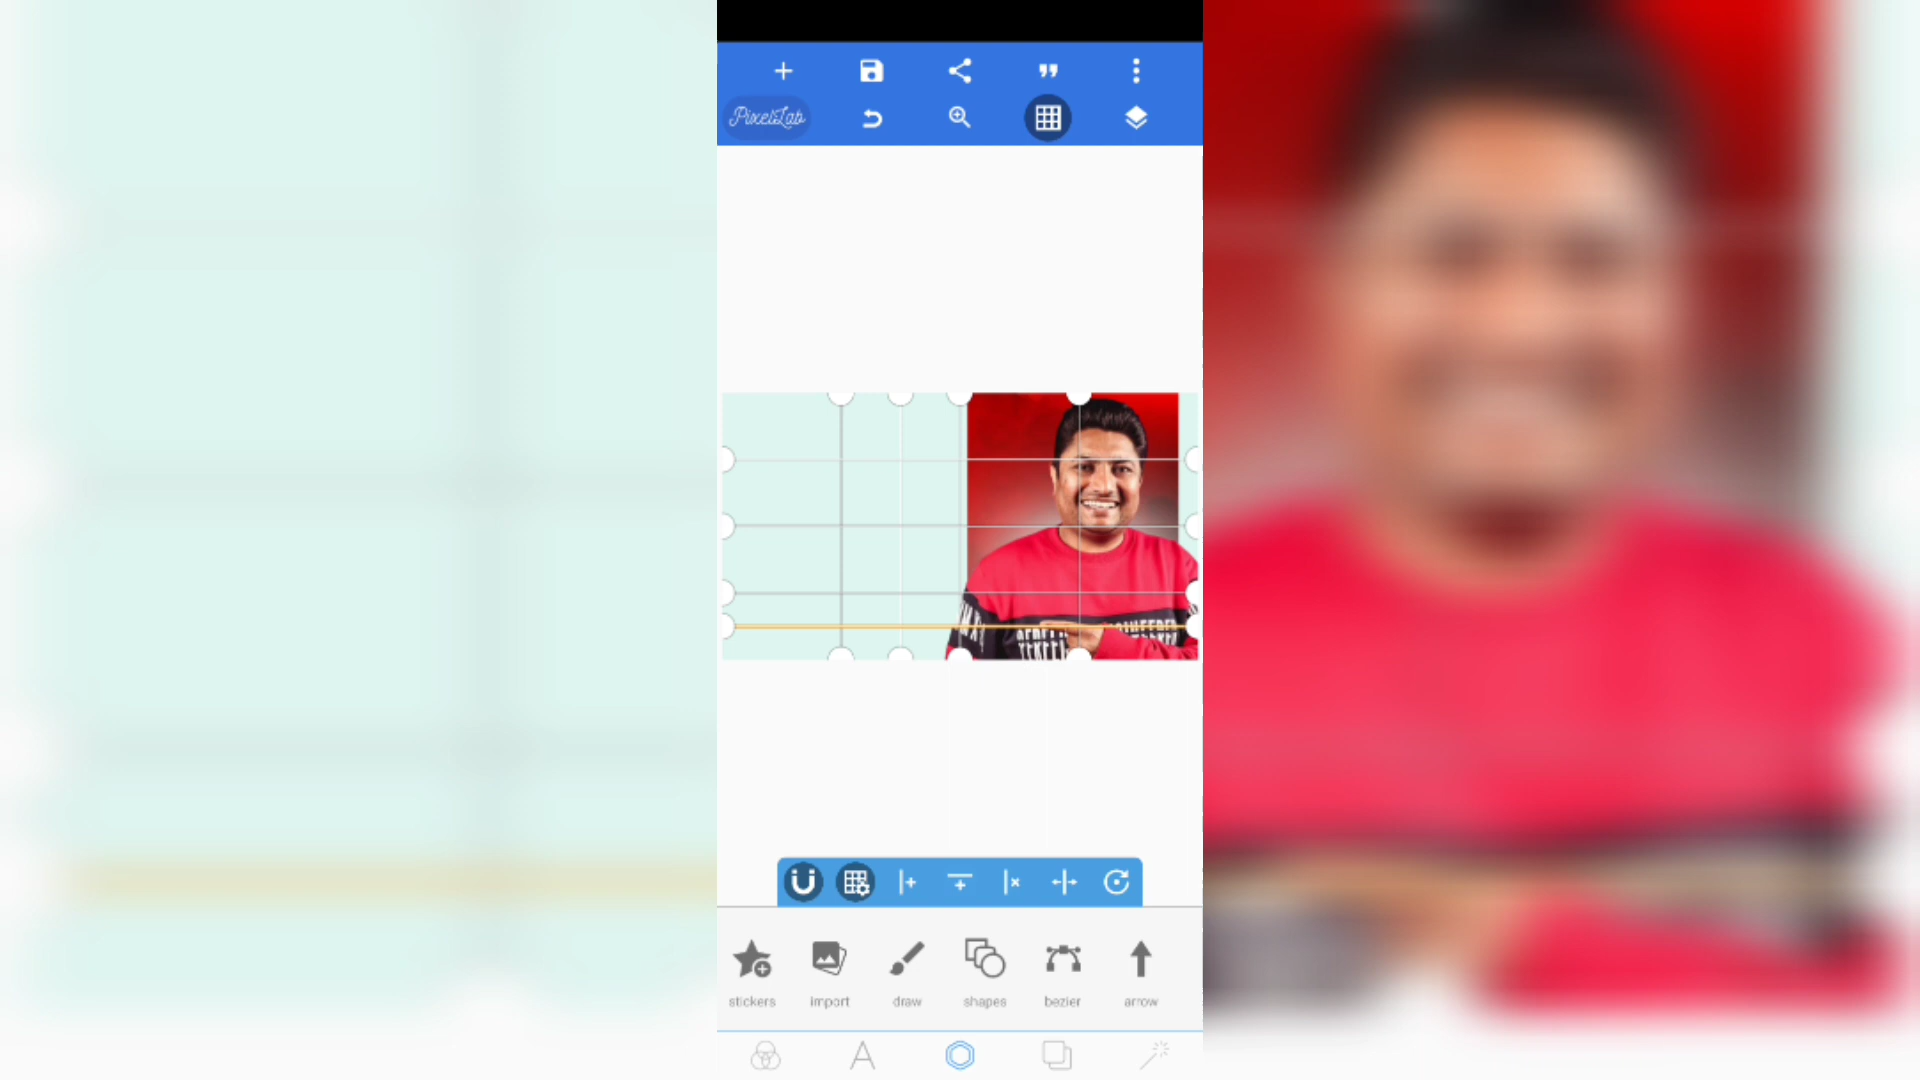 PixelLab
stickers
import
draw
shapes
bezier
arrow